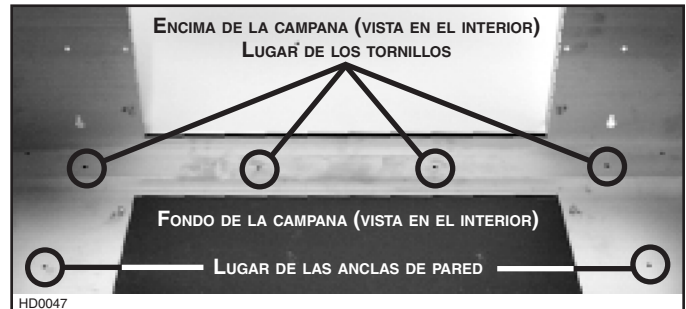 ENCIMA DE LA CAMPANA (VISTA EN EL INTERIOR)
LUGAR DE LOS TORNILLOS
FONDO DE LA CAMPANA (VISTA EN EL INTERIOR)
LUGAR DE LAS ANCLAS DE PARED
HD0047